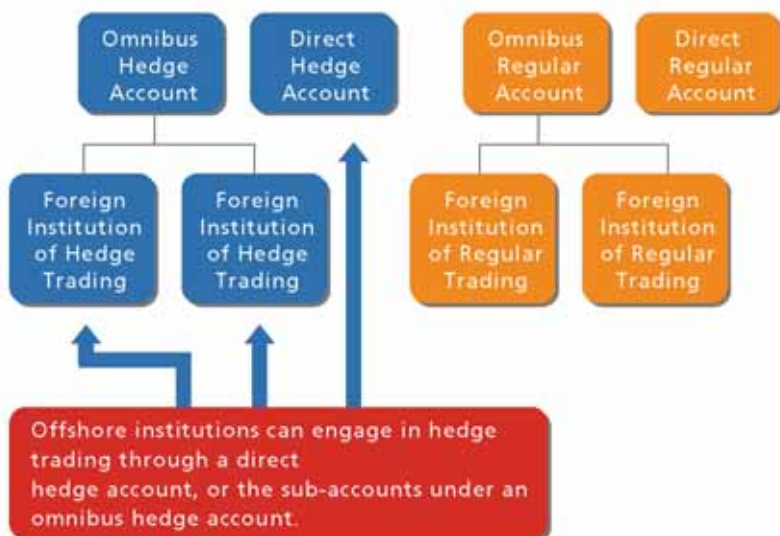 Omnibus
Hedge
Account
Direct
Hedge
Account
Omnibus
Regular
Account
Direct
Regular
Account
Foreign
Institution
of Hedge
Trading
Foreign
Institution
of Hedge
Trading
Foreign
Institution
of Regular
Trading
Foreign
Institution
of Regular
Trading
Offshore institutions can engage in hedge
trading through a direct
hedge account, or the sub-accounts under an
omnibus hedge account.